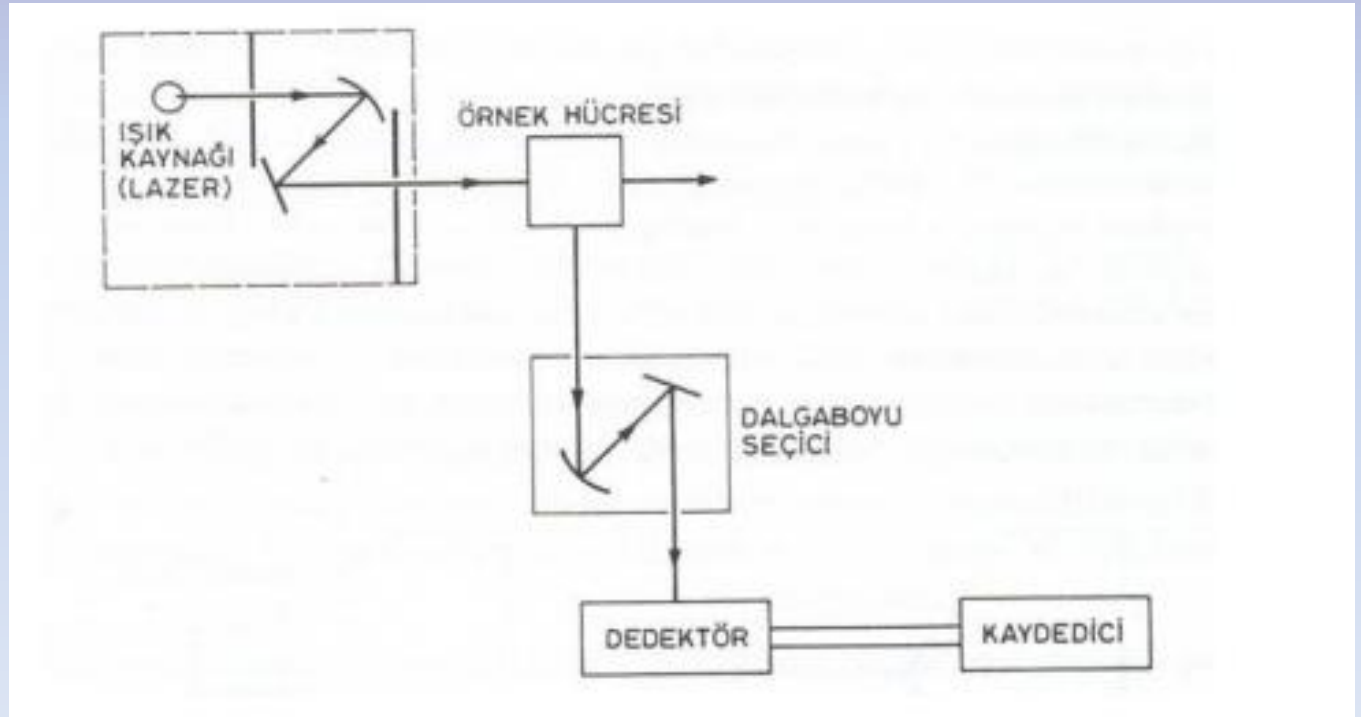 IŞIK
KAYNAĞI
(LAZER)
ÖRNEK HÜCRESİ
DALGABOYU
SEÇİCİ
DEDEKTÖR
KAYDEDİCİ